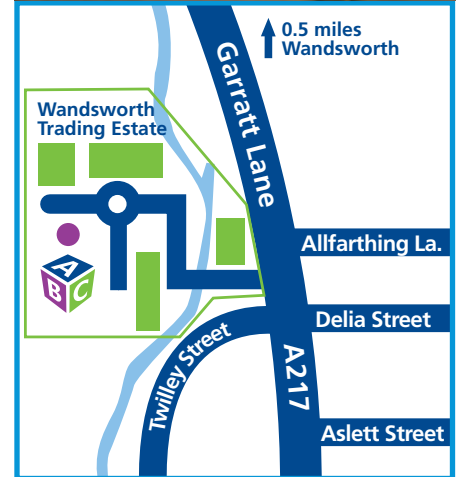 0.5 miles
Wandsworth
Garratt Lane
Wandsworth
Trading Estate
Allfarthing La.
A
B C
Delia Street
Twilley Street
A217
Aslett Street